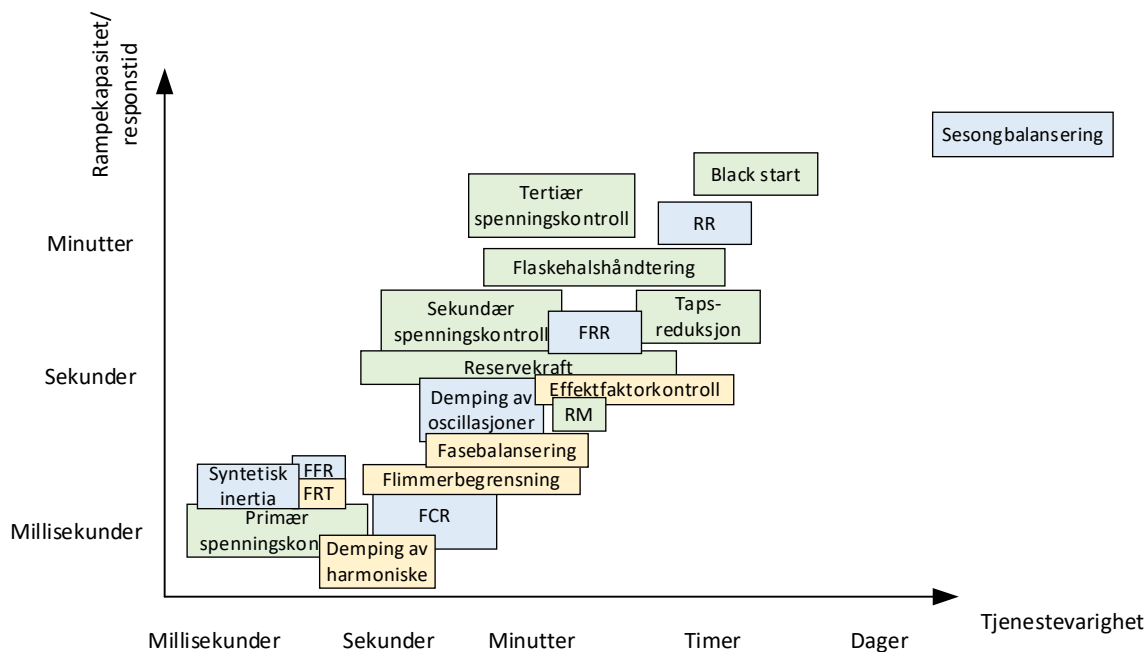 Rampekapasitet/
responstid
Sesongbalansering
Black start
Tertiær
spenningskontroll
RR
Minutter
Flaskehalshåndtering
Sekundær
spenningskontroll
FRR
Taps-
reduksjon
Reservekraft
Sekunder
Effektfaktorkontroll
Demping av
oscillasjoner
RM
Fasebalansering
Syntetisk
inertia
FFR
FRT
Flimmerbegrensning
Primær
spenningskon
FCR
Millisekunder
Demping av
harmoniske
Tjenestevarighet
Millisekunder
Sekunder
Minutter
Timer
Dager